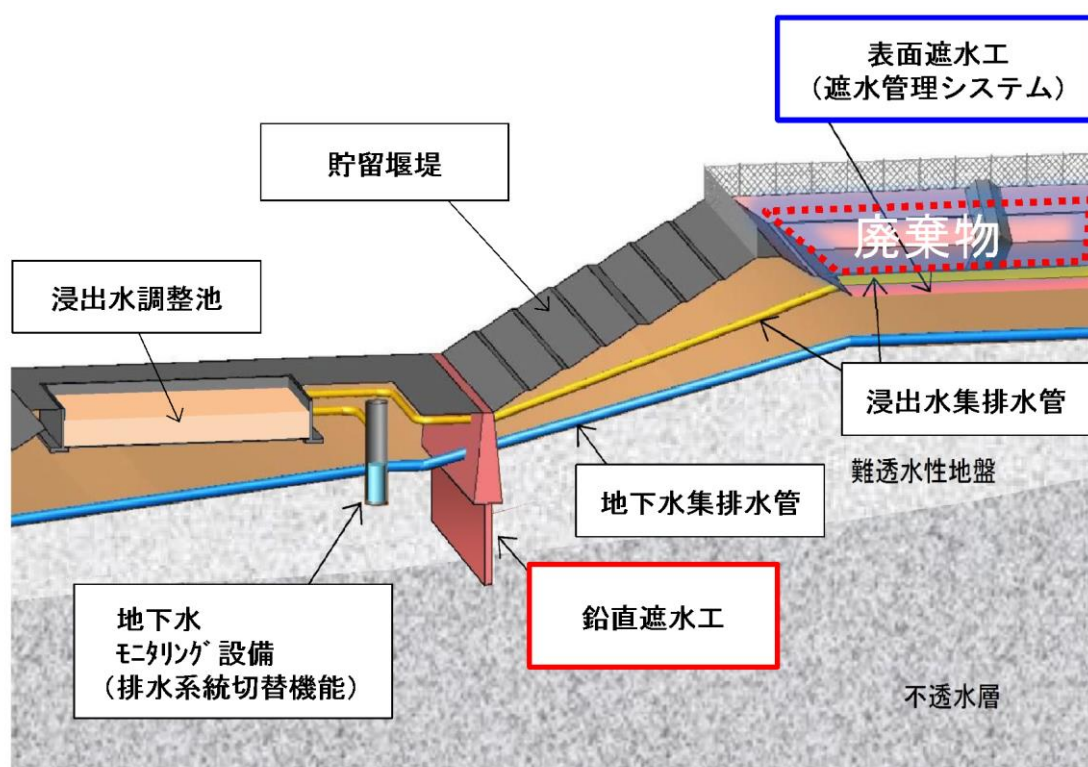 表面遮水工
(遮水管理システム)
貯留堰堤
廃棄物
浸出水調整池
浸出水集排水管
難透水性地盤
地下水集排水管
鉛直遮水工
地下水
ﾓﾆﾀﾘﾝｸﾞ設備
(排水系統切替機能)
不透水層